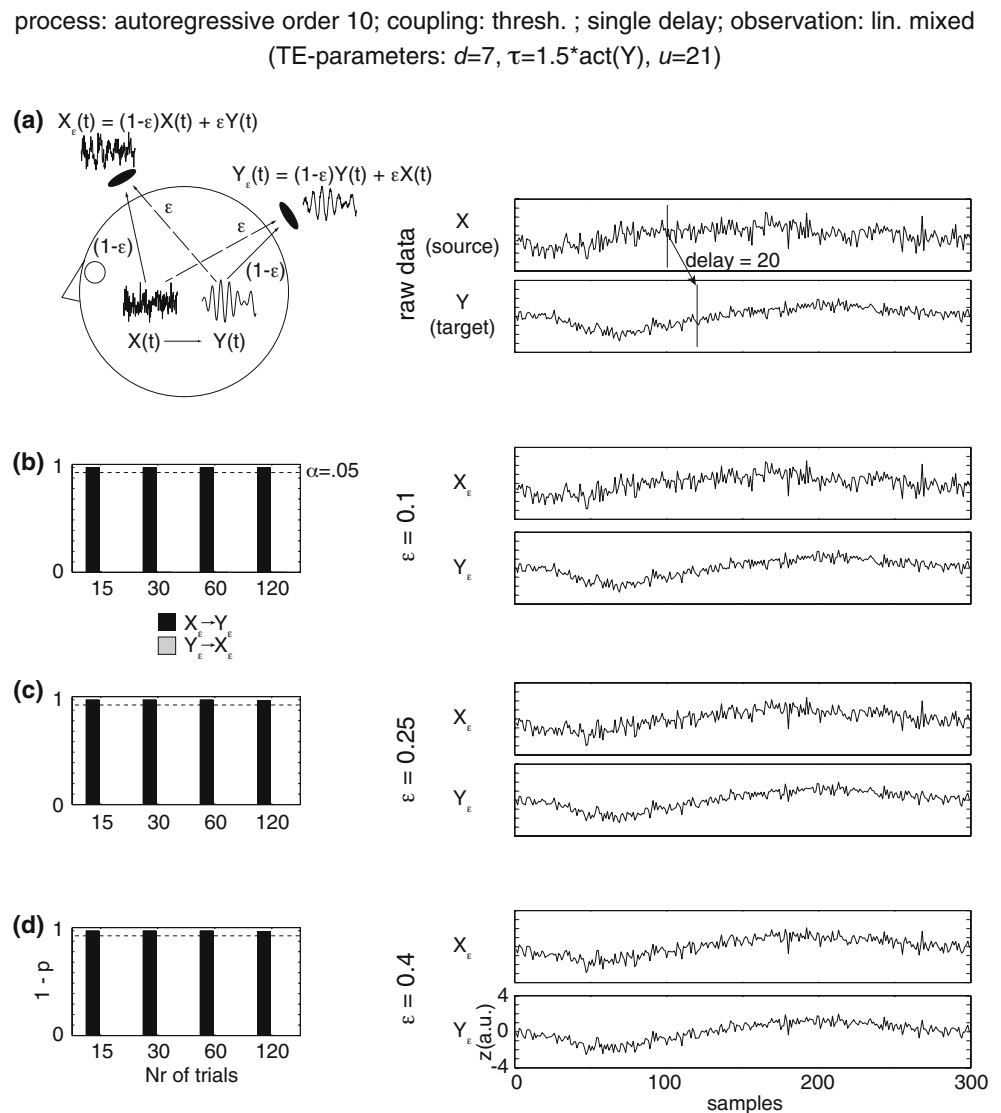 process: autoregressive order 10; coupling: thresh. ; single delay; observation: lin. mixed
(TE-parameters: d=7, τ=1.5*act(Y), u=21)
(a)
Xε(t) = (1-ε)X(t) + εY(t)
Yε(t) = (1-ε)Y(t) + εX(t)
ε
ε
(1-ε)
(1-ε)
X(t) → Y(t)
raw data
X
(source)
delay = 20
Y
(target)
(b)
1
α=.05
0
15 30 60 120
Xε→Yε
Yε→Xε
ε = 0.1
Xε
Yε
(c)
1
0
15 30 60 120
ε = 0.25
Xε
Yε
(d)
1
1 - p
0
15 30 60 120
Nr of trials
ε = 0.4
Xε
Yε
z(a.u.)
4
0
-4
0 100 200 300
samples